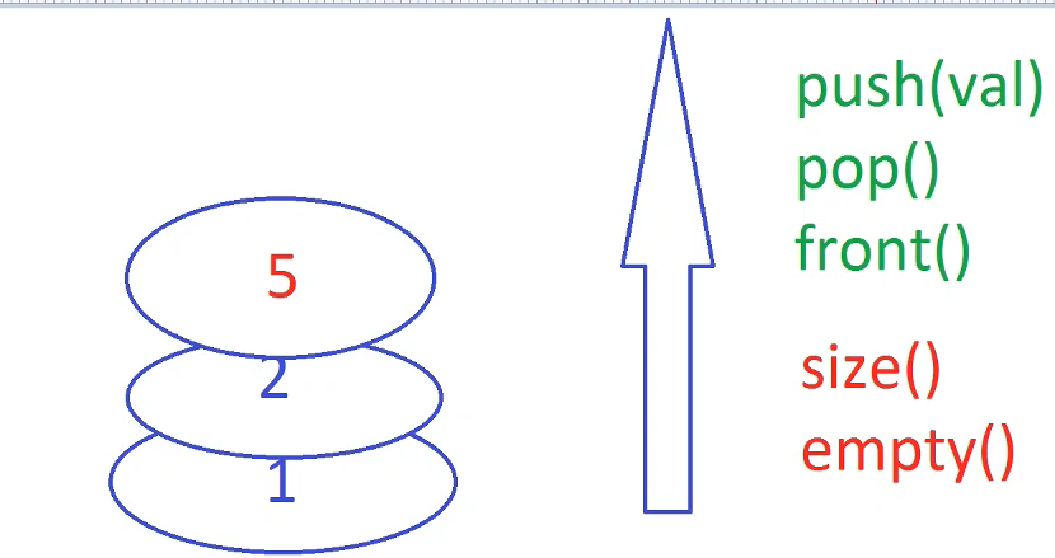 5
2
1
push(val)
pop()
front()
size()
empty()